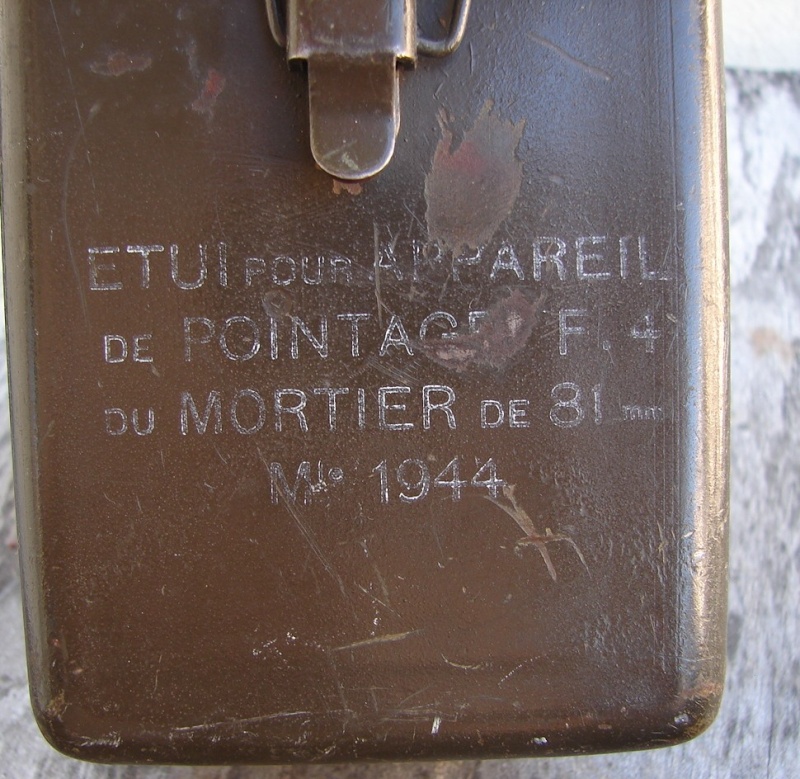 ETUI POUR APPAREIL
DE POINTAGE F. 4
DU MORTIER DE 81 mm
Mle 1944